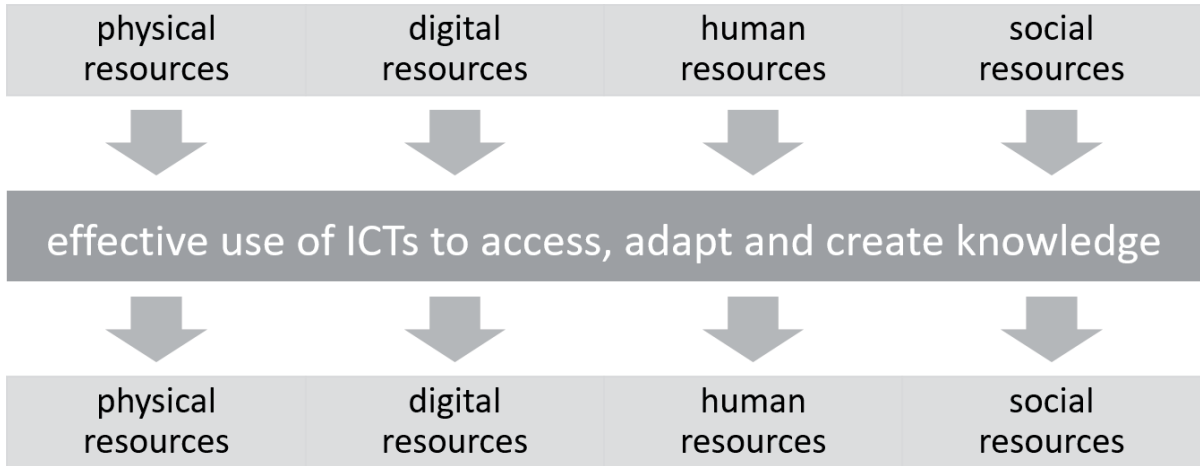 physical
resources
digital
resources
human
resources
social
resources
effective use of ICTs to access, adapt and create knowledge
physical
resources
digital
resources
human
resources
social
resources